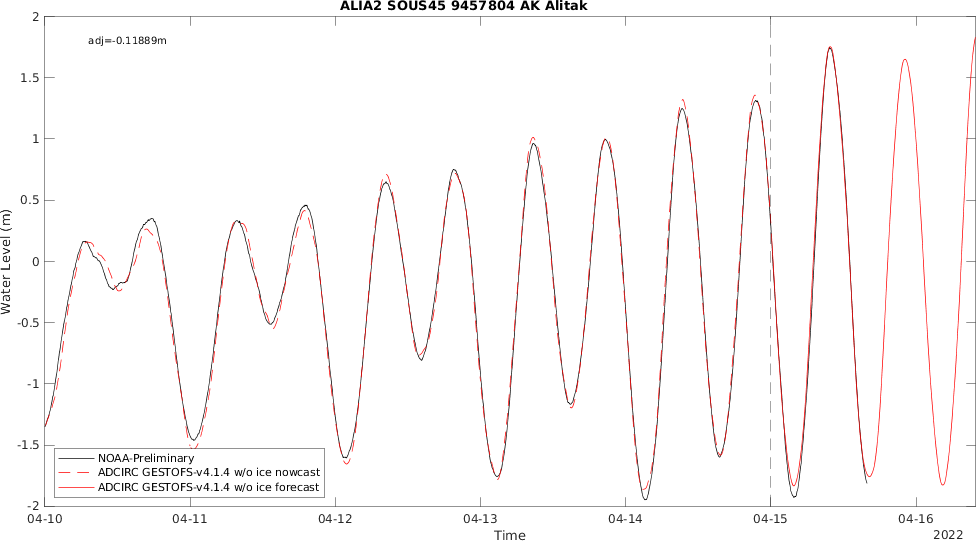 ALIA2 SOUS45 9457804 AK Alitak
adj=-0.11889m
2
1.5
1
0.5
0
-0.5
-1
-1.5
-2
Water Level (m)
NOAA-Preliminary
ADCIRC GESTOFS-v4.1.4 w/o ice nowcast
ADCIRC GESTOFS-v4.1.4 w/o ice forecast
04-10 04-11 04-12 04-13 04-14 04-15 04-16
Time
2022